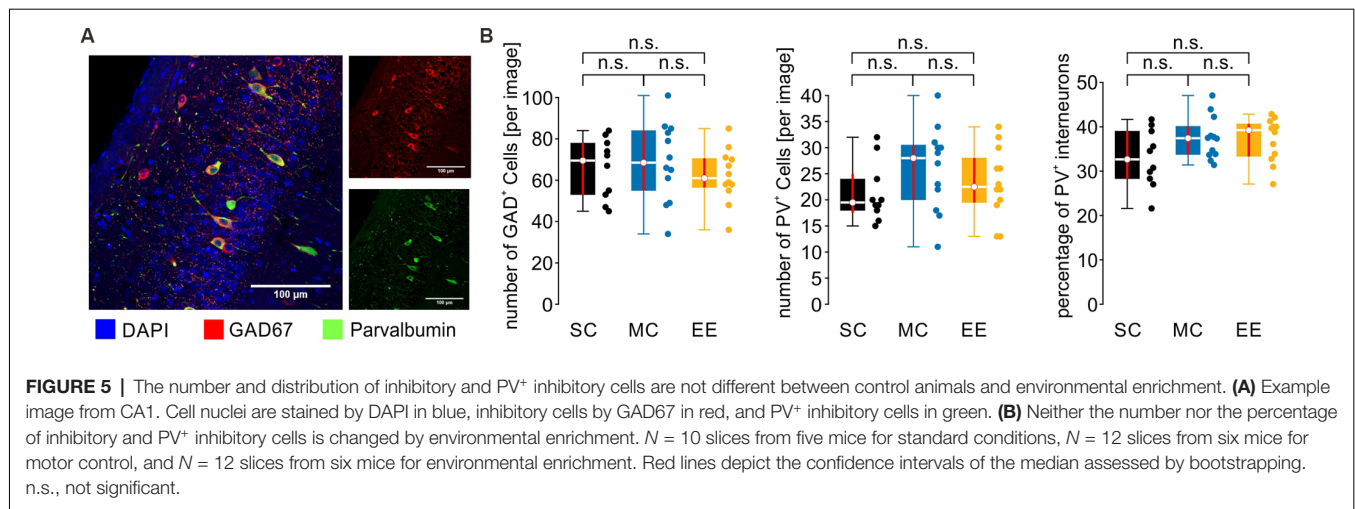 A
B
100 µm
100 µm
100 µm
DAPI
GAD67
Parvalbumin
n.s.
n.s.
n.s.
number of GAD⁺ Cells [per image]
100
80
60
40
20
0
SC
MC
EE
n.s.
n.s.
n.s.
number of PV⁺ Cells [per image]
40
35
30
25
20
15
10
5
0
SC
MC
EE
n.s.
n.s.
n.s.
percentage of PV⁺ interneurons
50
40
30
20
10
0
SC
MC
EE
FIGURE 5 | The number and distribution of inhibitory and PV⁺ inhibitory cells are not different between control animals and environmental enrichment. (A) Example
image from CA1. Cell nuclei are stained by DAPI in blue, inhibitory cells by GAD67 in red, and PV⁺ inhibitory cells in green. (B) Neither the number nor the percentage
of inhibitory and PV⁺ inhibitory cells is changed by environmental enrichment. N = 10 slices from five mice for standard conditions, N = 12 slices from six mice for
motor control, and N = 12 slices from six mice for environmental enrichment. Red lines depict the confidence intervals of the median assessed by bootstrapping.
n.s., not significant.